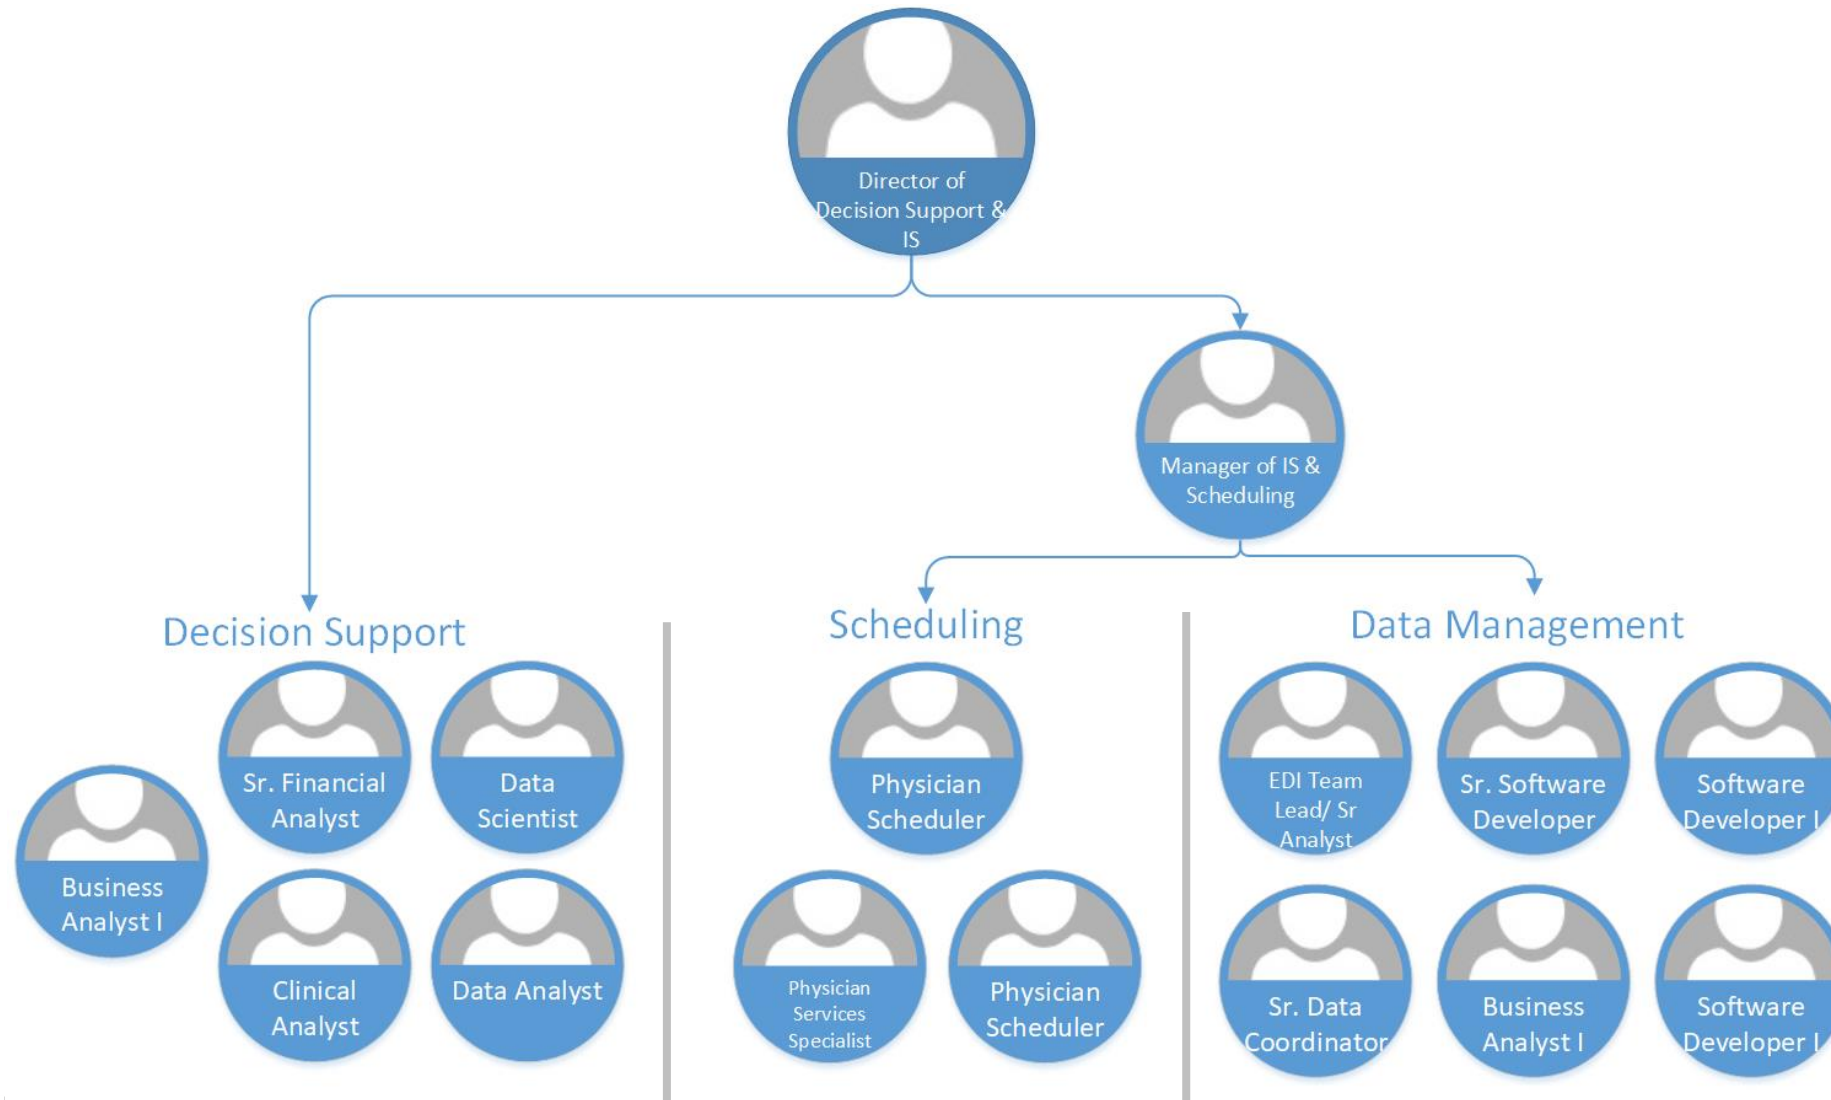 Director of
Decision Support &
IS
Manager of IS &
Scheduling
Decision Support
Sr. Financial
Analyst
Data
Scientist
Business
Analyst I
Clinical
Analyst
Data Analyst
Scheduling
Physician
Scheduler
Physician
Services
Specialist
Physician
Scheduler
Data Management
EDI Team
Lead/ Sr
Analyst
Sr. Software
Developer
Software
Developer I
Sr. Data
Coordinator
Business
Analyst I
Software
Developer I